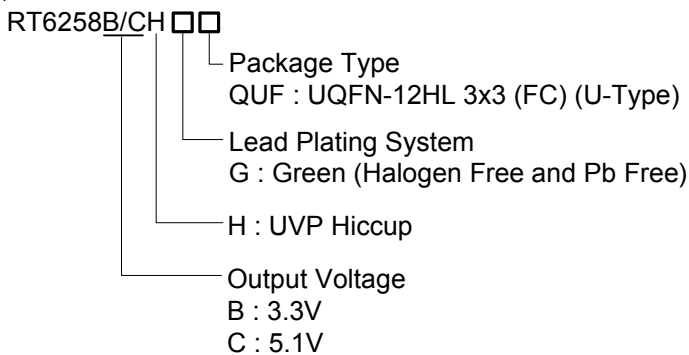 RT6258B/CH □□
Package Type
QUF : UQFN-12HL 3x3 (FC) (U-Type)
Lead Plating System
G : Green (Halogen Free and Pb Free)
H : UVP Hiccup
Output Voltage
B : 3.3V
C : 5.1V